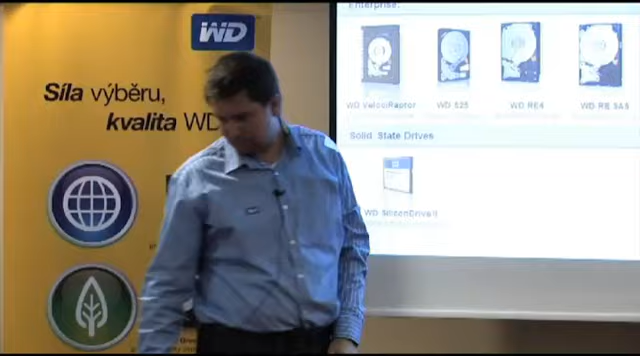 WD
Síla výběru,
kvalita WD
Enterprise:
WD VelociRaptor
WD S25
WD RE4
WD RE SAS
Solid State Drives
WD SiliconDrive II